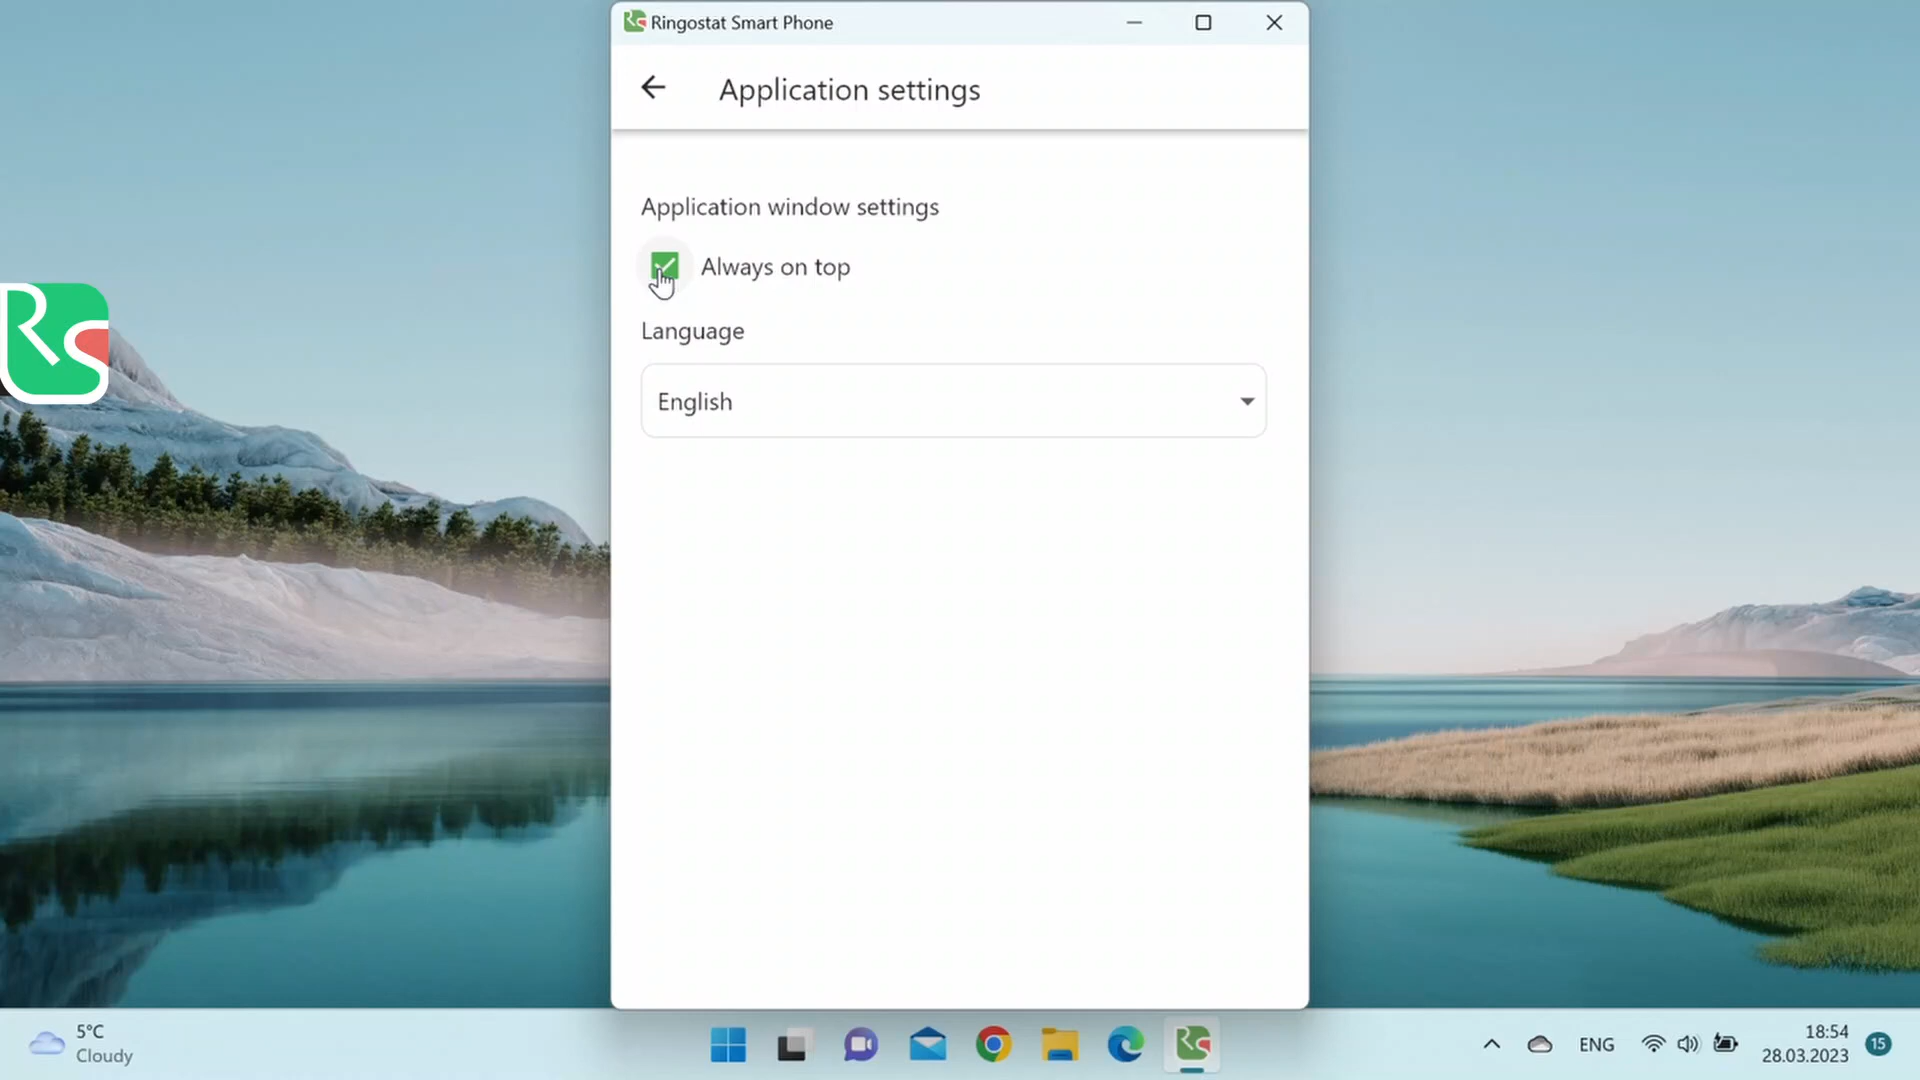 Ringostat Smart Phone
Application settings
Application window settings
Always on top
Language
English
Rs
5°C
Cloudy
ENG
18:54
28.03.2023
15